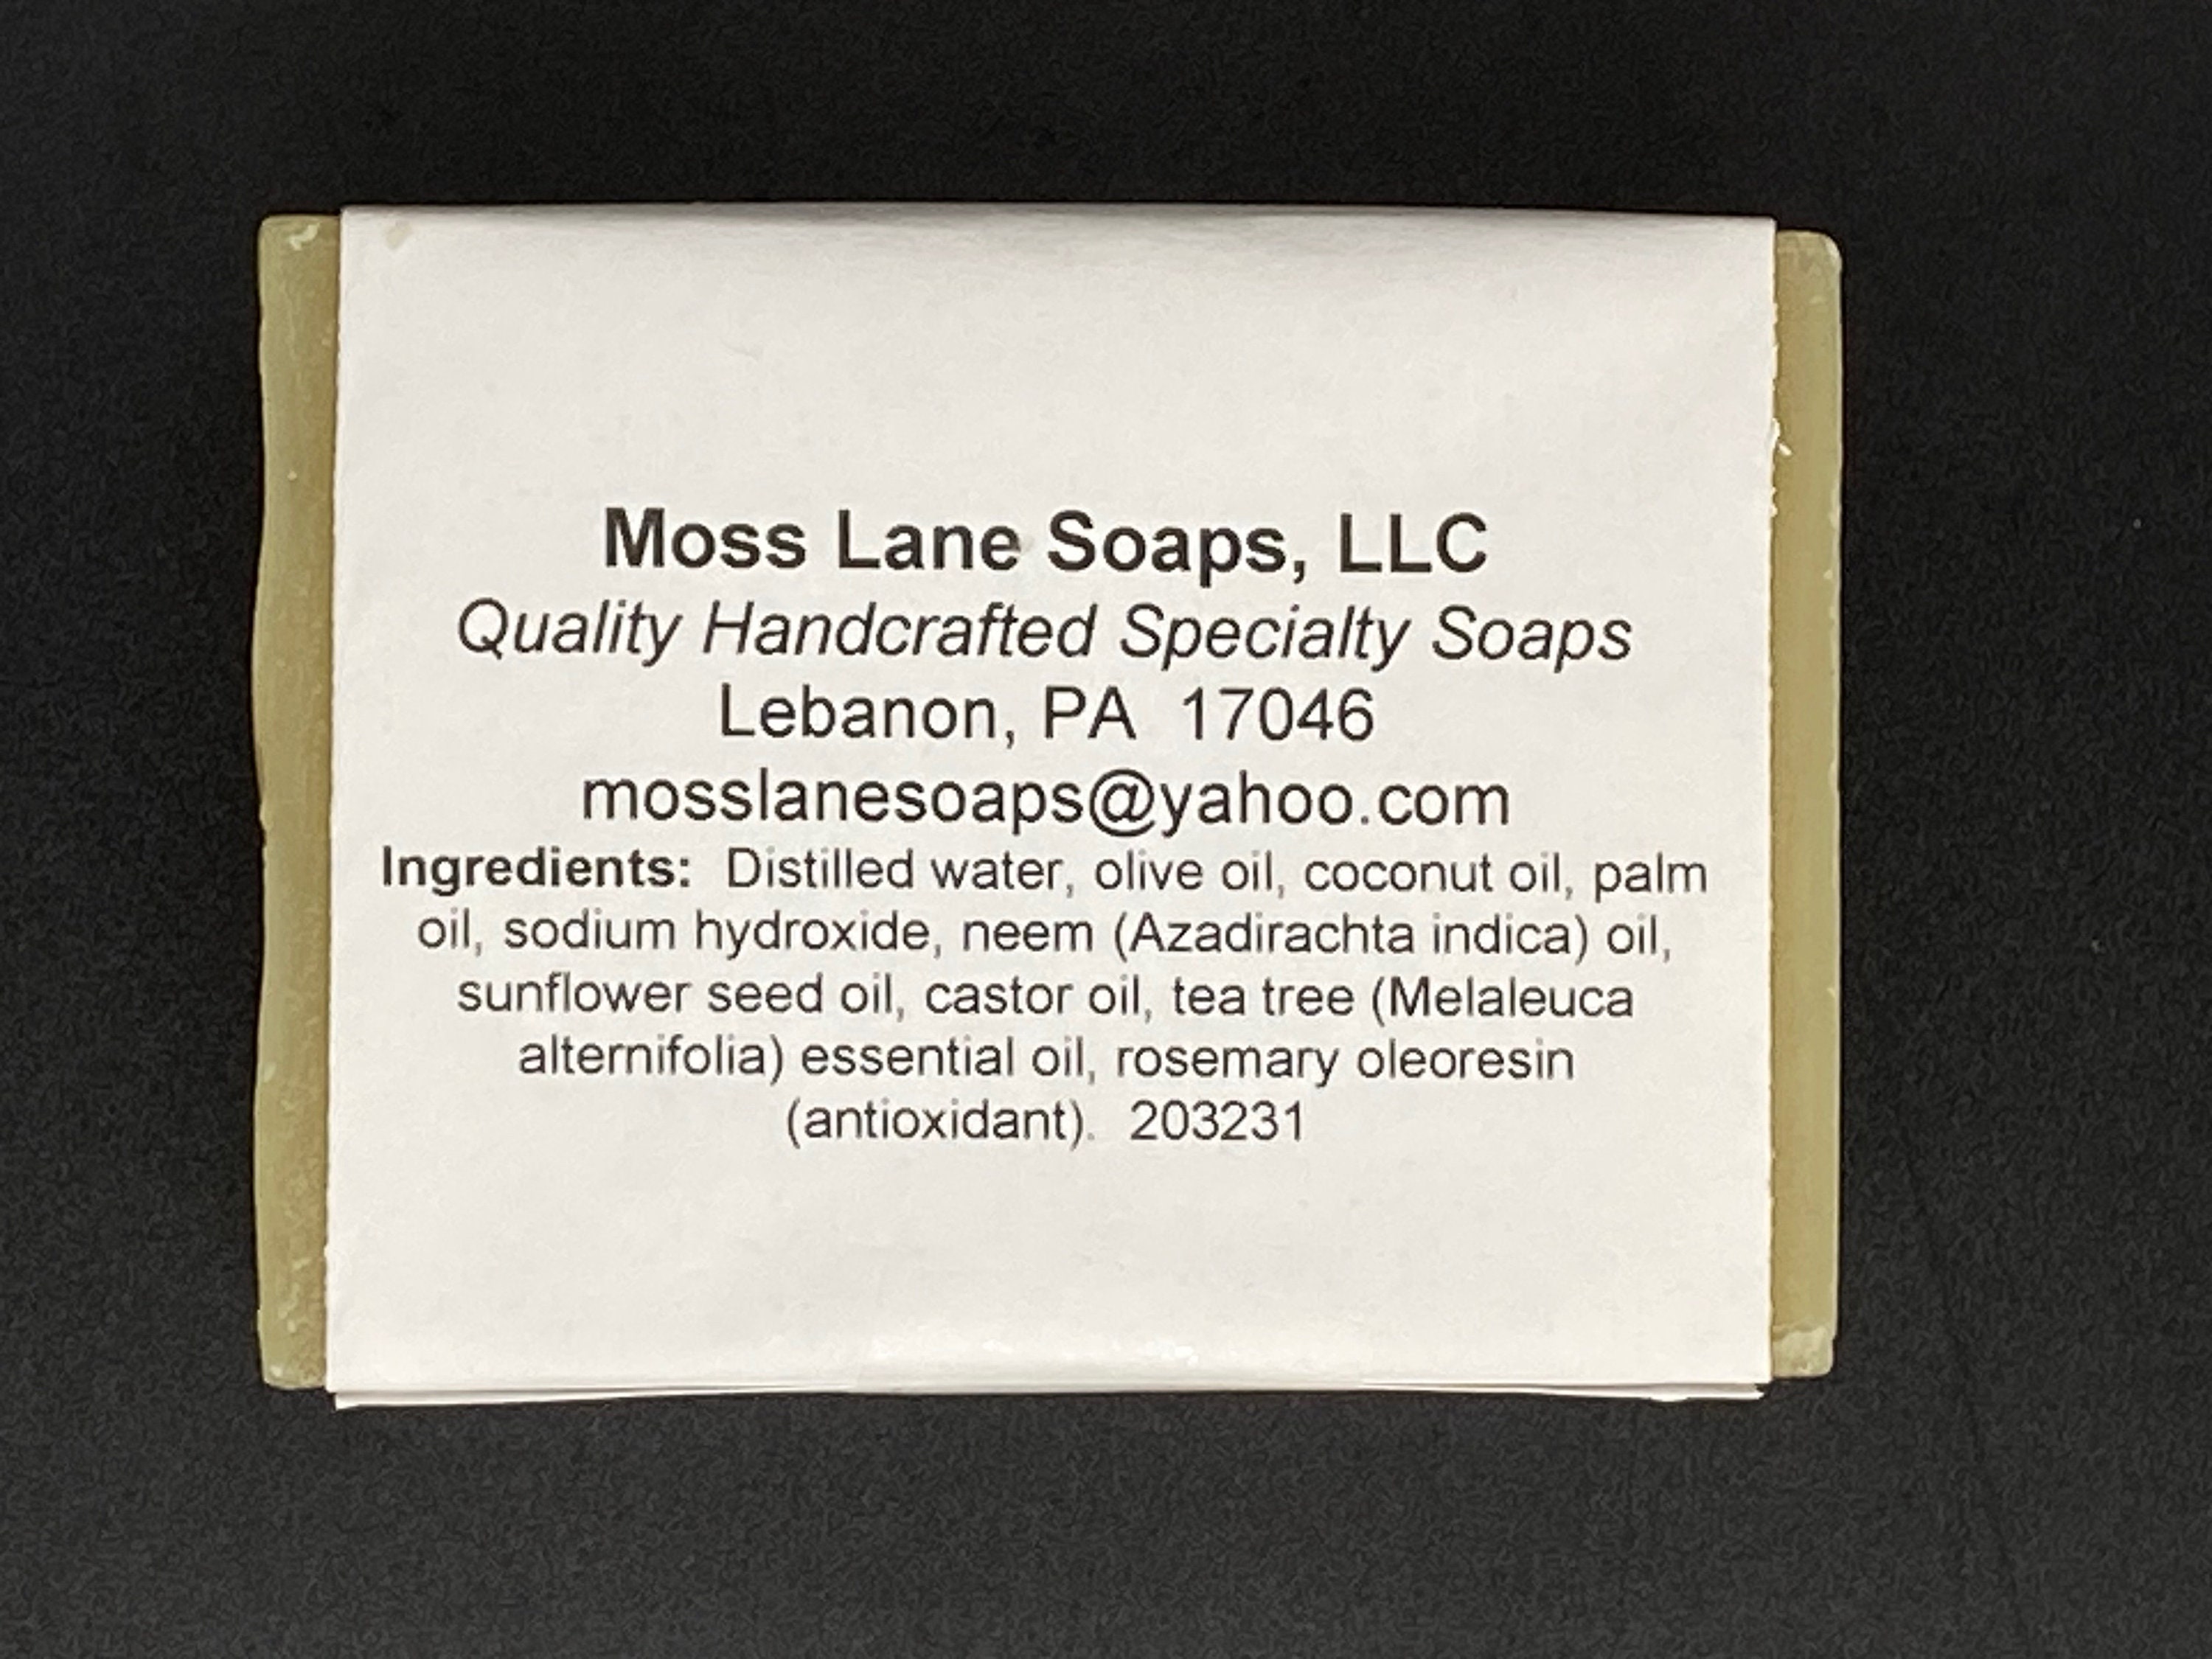 Moss Lane Soaps, LLC
Quality Handcrafted Specialty Soaps
Lebanon, PA  17046
mosslanesoaps@yahoo.com
Ingredients:  Distilled water, olive oil, coconut oil, palm
oil, sodium hydroxide, neem (Azadirachta indica) oil,
sunflower seed oil, castor oil, tea tree (Melaleuca
alternifolia) essential oil, rosemary oleoresin
(antioxidant).  203231